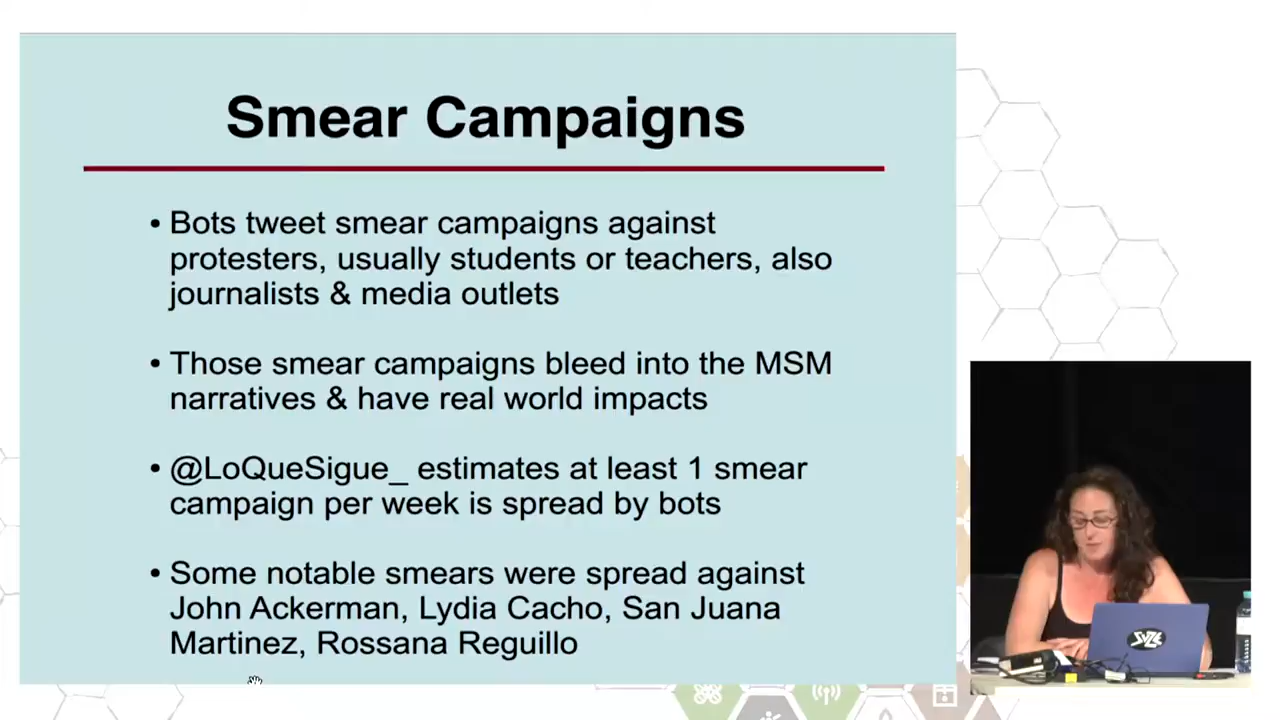 Smear Campaigns
• Bots tweet smear campaigns against
protesters, usually students or teachers, also
journalists & media outlets
• Those smear campaigns bleed into the MSM
narratives & have real world impacts
• @LoQueSigue_ estimates at least 1 smear
campaign per week is spread by bots
• Some notable smears were spread against
John Ackerman, Lydia Cacho, San Juana
Martinez, Rossana Reguillo